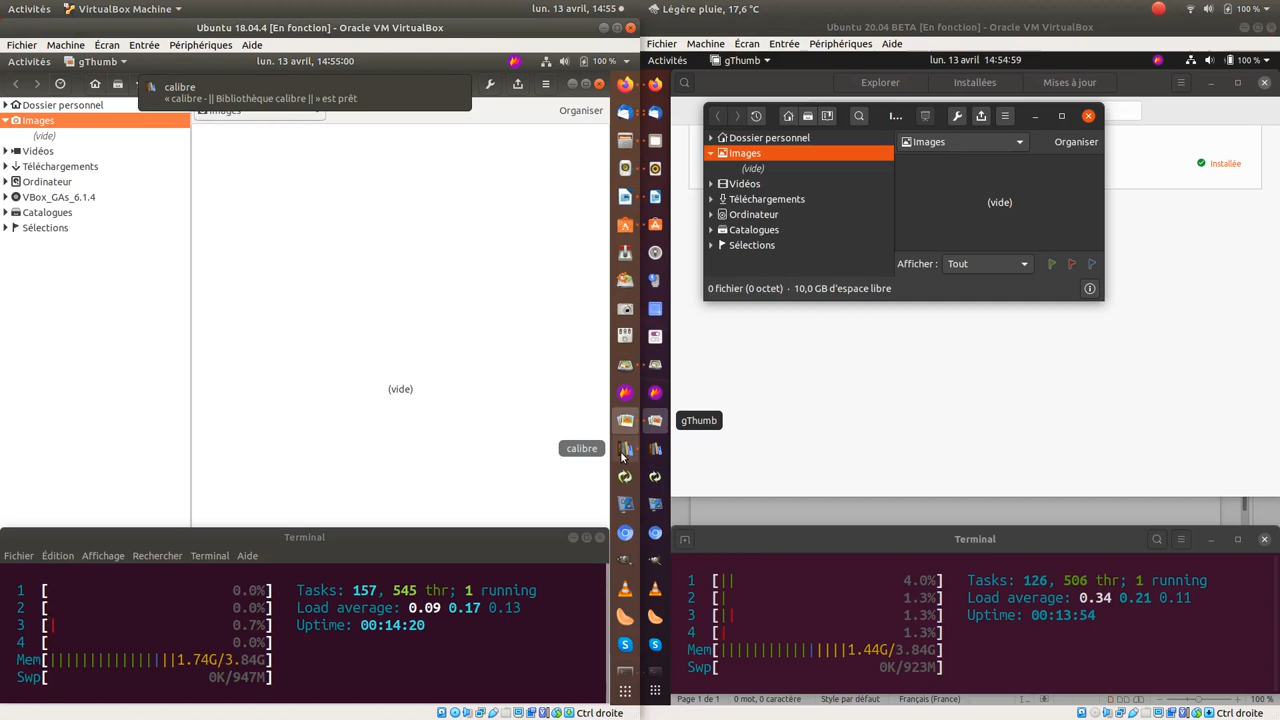 Activités VirtualBox Machine lun. 13 avril, 14:55 Légère pluie, 17,6 °C 100 %
Ubuntu 18.04.4 [En fonction] - Oracle VM VirtualBox
Fichier Machine Écran Entrée Périphériques Aide
Activités gThumb lun. 13 avril, 14:55:00 100 %
calibre
« calibre - || Bibliothèque calibre || » est prêt
Images
Organiser
Dossier personnel
Images
(vide)
Vidéos
Téléchargements
Ordinateur
VBox_GAs_6.1.4
Catalogues
Sélections
(vide)
calibre
Terminal
Fichier Édition Affichage Rechercher Terminal Aide
1 [ 0.0%] Tasks: 157, 545 thr; 1 running
2 [ 0.0%] Load average: 0.09 0.17 0.13
3 [| 0.7%] Uptime: 00:14:20
4 [ 0.0%]
Mem[||||||||||||||||1.74G/3.84G]
Swp[ 0K/947M]
Ctrl droite
Ubuntu 20.04 BETA [En fonction] - Oracle VM VirtualBox
Fichier Machine Écran Entrée Périphériques Aide
Activités gThumb lun. 13 avril 14:54:59 100 %
Explorer Installées Mises à jour
I...
Installée
Dossier personnel
Images
(vide)
Vidéos
Téléchargements
Ordinateur
Catalogues
Sélections
Images Organiser
(vide)
Afficher : Tout
0 fichier (0 octet) · 10,0 GB d'espace libre
gThumb
Terminal
1 [|| 4.0%] Tasks: 126, 506 thr; 1 running
2 [| 1.3%] Load average: 0.34 0.21 0.11
3 [|| 1.3%] Uptime: 00:13:54
4 [| 1.3%]
Mem[||||||||||||||||1.44G/3.84G]
Swp[ 0K/923M]
Page 1 de 1 0 mot, 0 caractère Style par défaut Français (France) 100 %
Ctrl droite